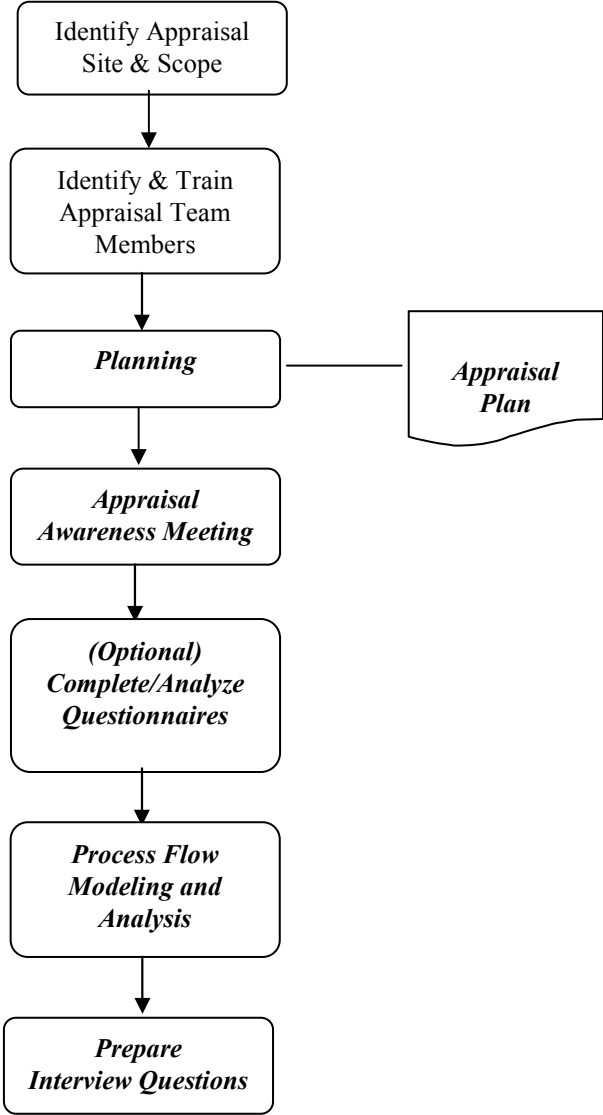 Identify Appraisal
Site & Scope
Identify & Train
Appraisal Team
Members
Planning
Appraisal
Plan
Appraisal
Awareness Meeting
(Optional)
Complete/Analyze
Questionnaires
Process Flow
Modeling and
Analysis
Prepare
Interview Questions